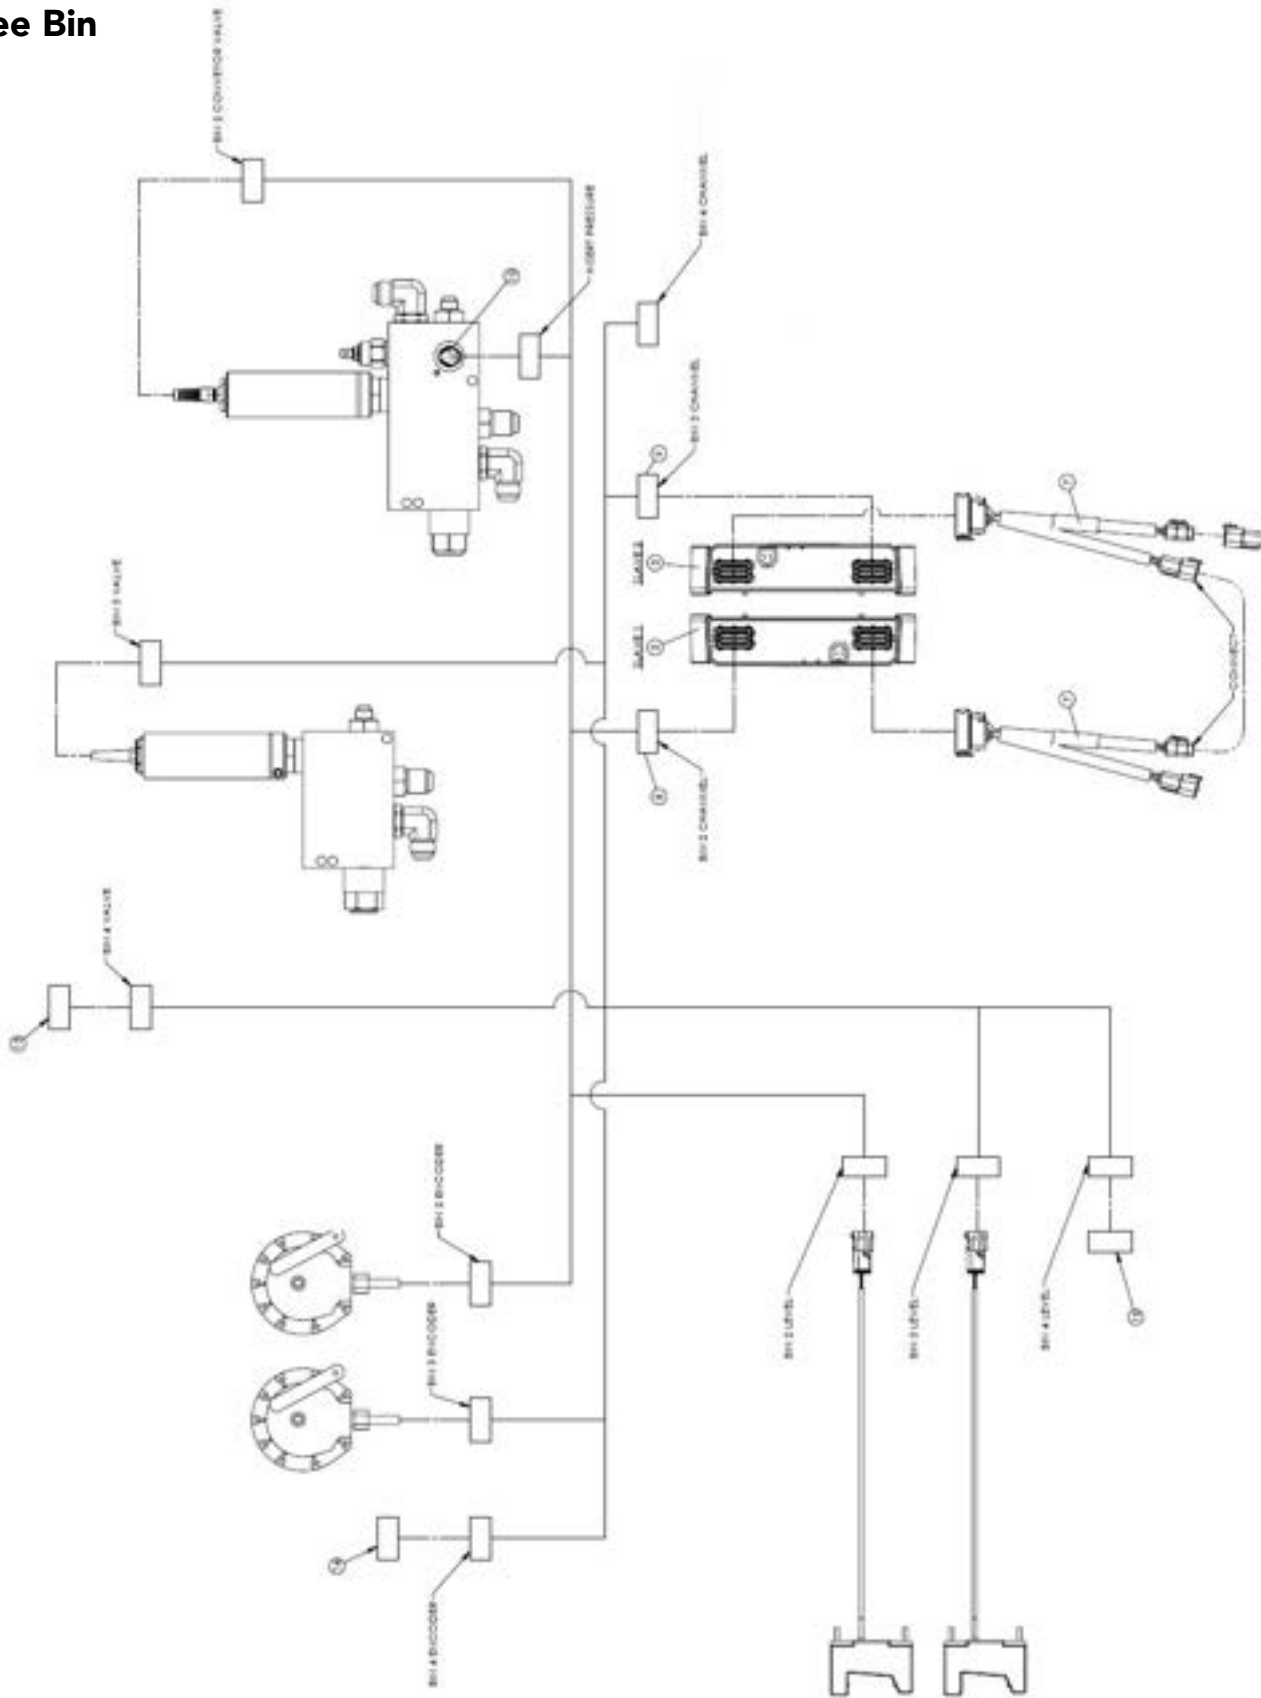 ee Bin
BIN 2 CONVEYOR VALVE
BIN 4 CHANNEL
BIN 3 CHANNEL
BIN 3 VALVE
SLAVE 2
SLAVE 1
CONNECT
BIN 2 CHANNEL
BIN 4 VALVE
BIN 2 ENCODER
BIN 3 ENCODER
BIN 4 ENCODER
BIN 2 LEVEL
BIN 3 LEVEL
BIN 4 LEVEL